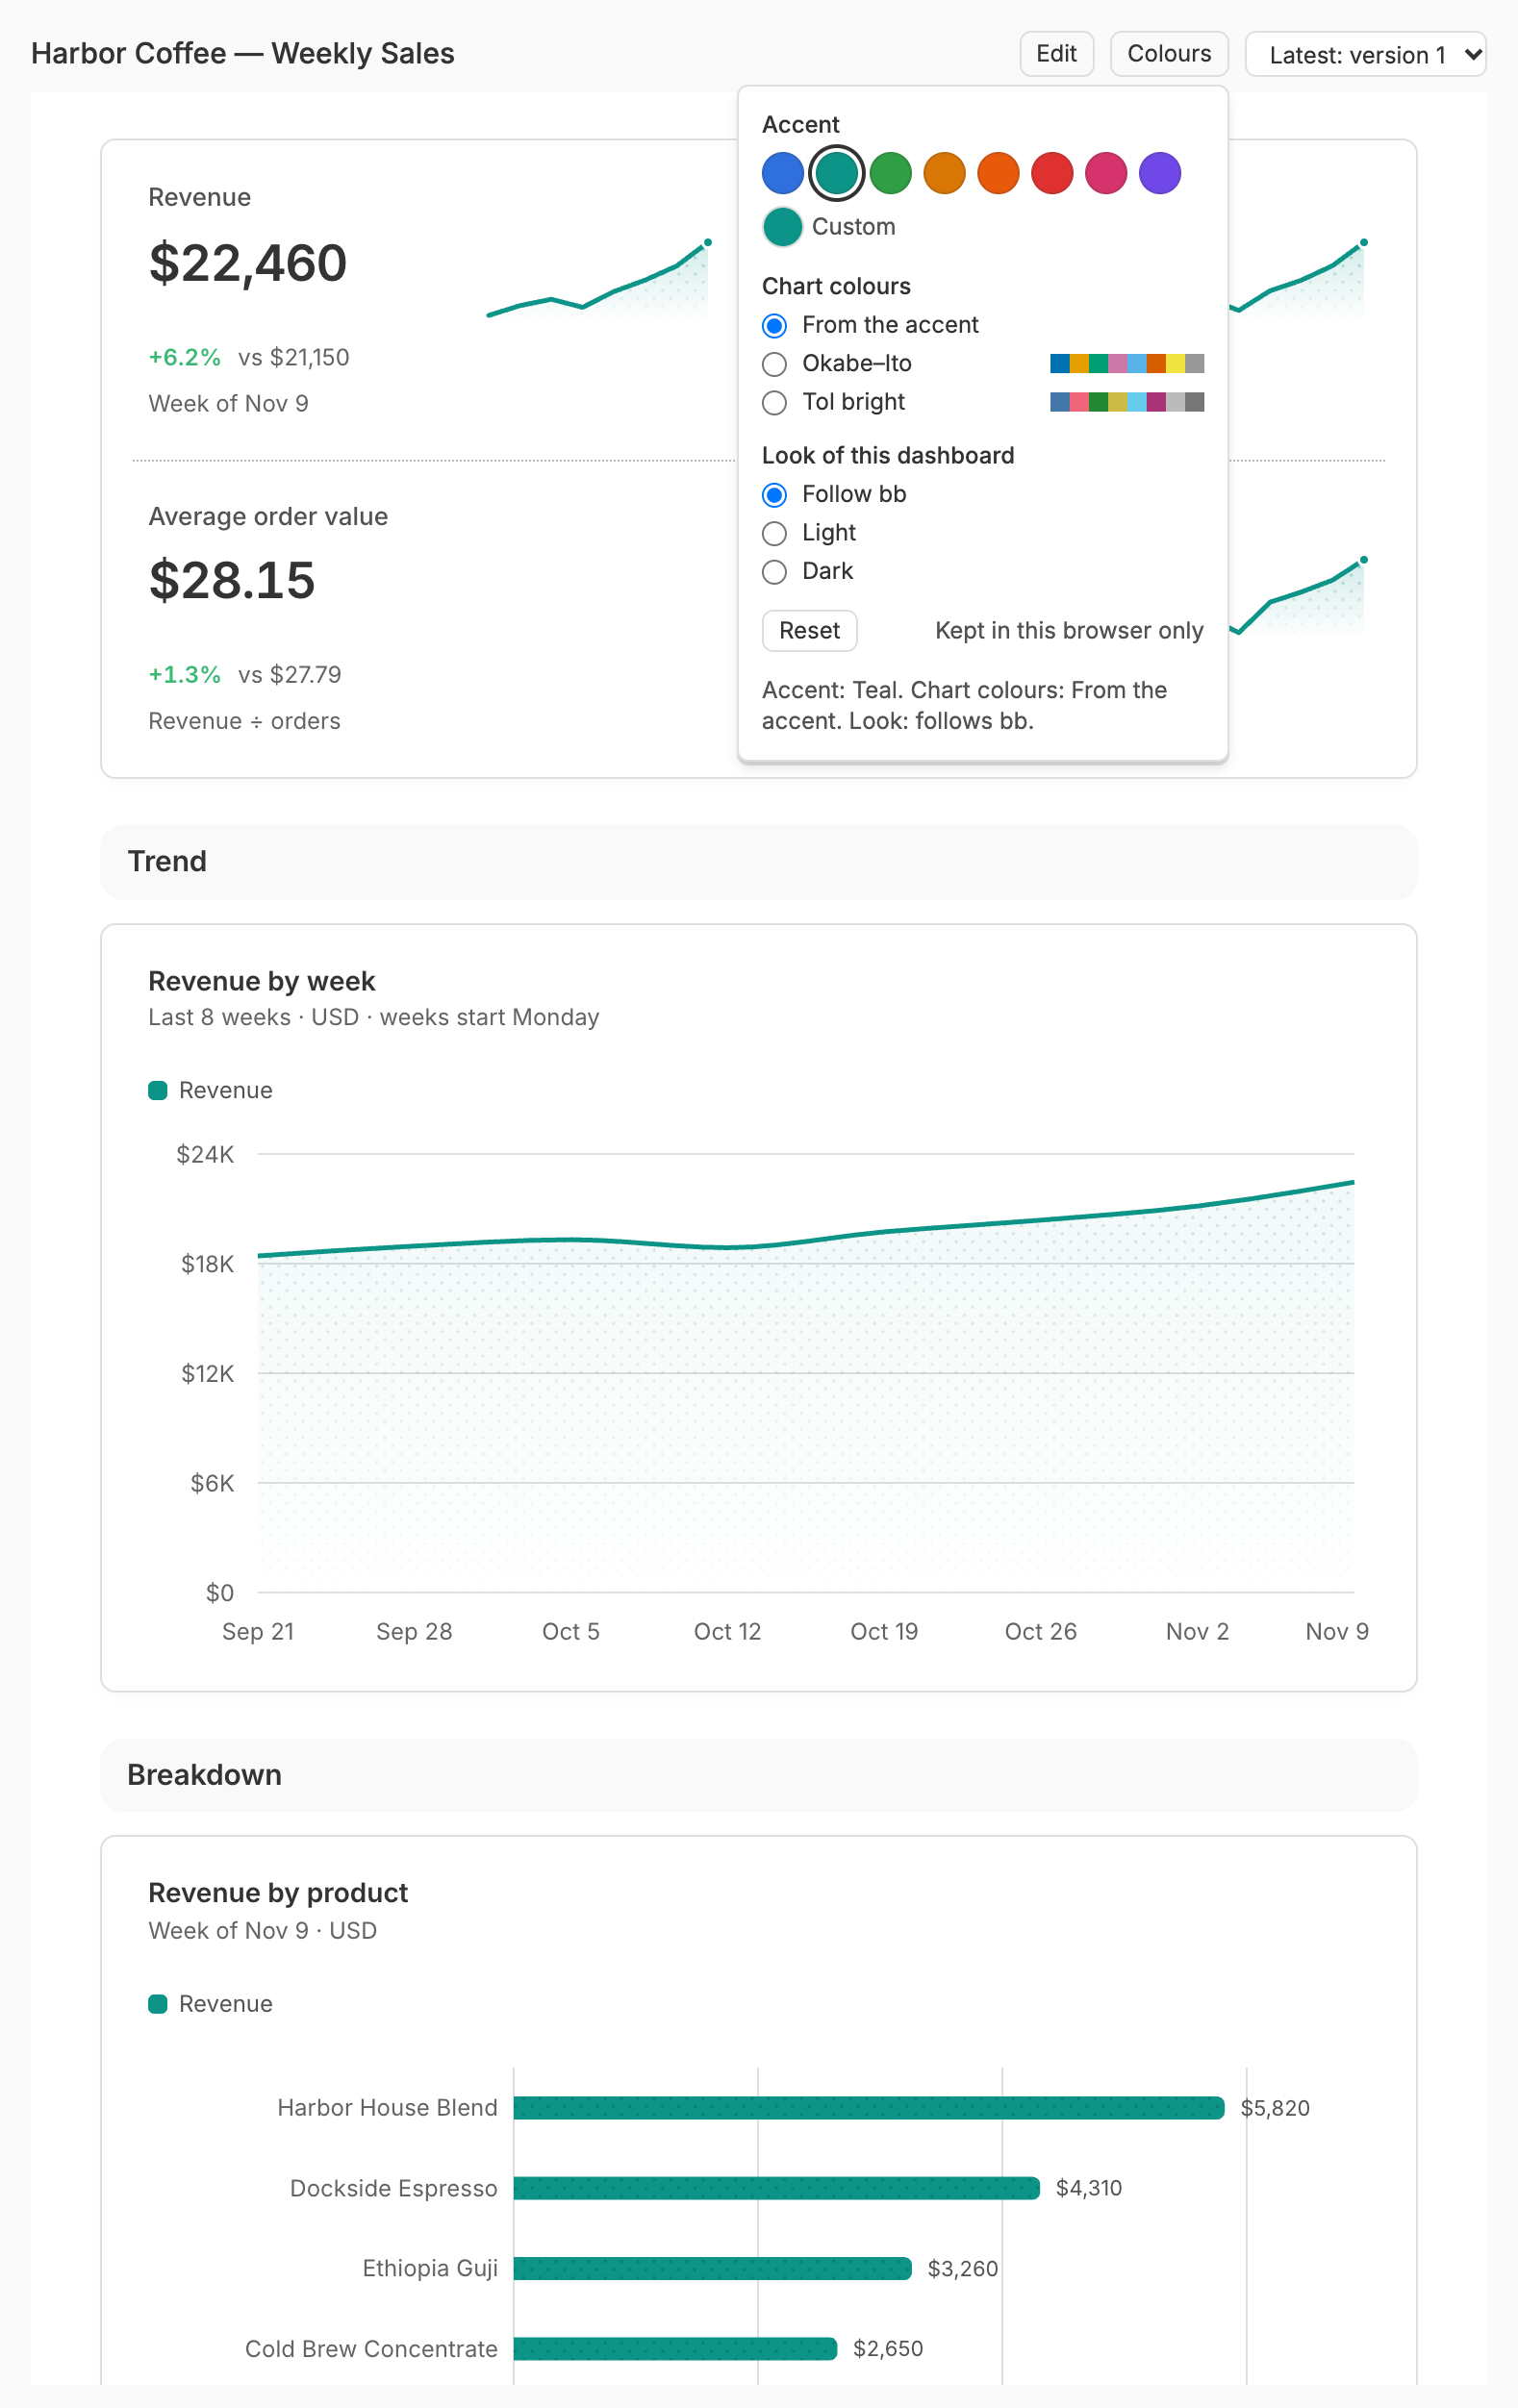 Harbor Coffee — Weekly Sales
Edit
Colours
Latest: version 1
Revenue
$22,460
+6.2% vs $21,150
Week of Nov 9
Average order value
$28.15
+1.3% vs $27.79
Revenue ÷ orders
Accent
Custom
Chart colours
From the accent
Okabe–Ito
Tol bright
Look of this dashboard
Follow bb
Light
Dark
Reset
Kept in this browser only
Accent: Teal. Chart colours: From the
accent. Look: follows bb.
Trend
Revenue by week
Last 8 weeks · USD · weeks start Monday
Revenue
$24K
$18K
$12K
$6K
$0
Sep 21 Sep 28 Oct 5 Oct 12 Oct 19 Oct 26 Nov 2 Nov 9
Breakdown
Revenue by product
Week of Nov 9 · USD
Revenue
Harbor House Blend $5,820
Dockside Espresso $4,310
Ethiopia Guji $3,260
Cold Brew Concentrate $2,650